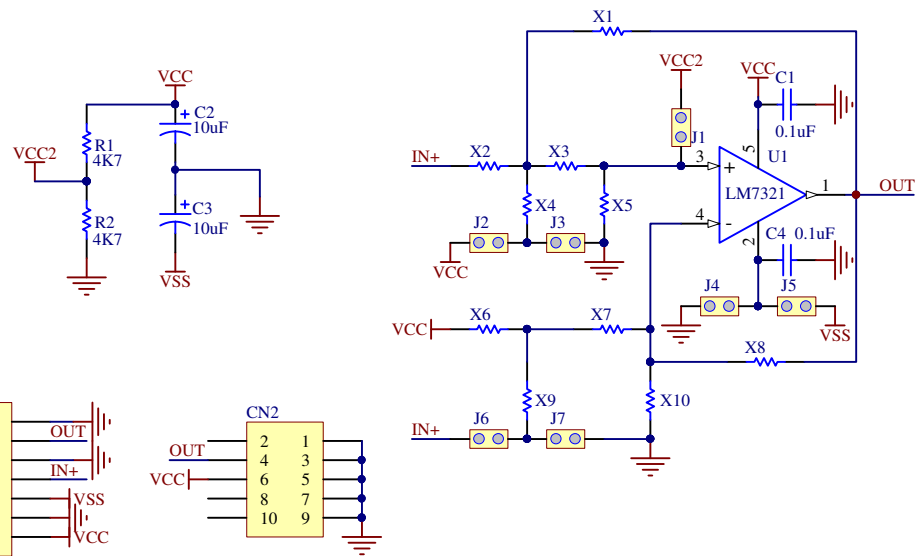 X1
VCC
VCC2
VCC
C1
C2
10uF
J1
0.1uF
R1
4K7
VCC2
IN+
X2
X3
3
5
U1
+
LM7321
1
OUT
R2
4K7
C3
10uF
X4
X5
4
-
J2
J3
2
C4
0.1uF
VCC
VSS
J4
J5
X6
X7
VCC
VSS
X8
X9
X10
IN+
J6
J7
OUT
IN+
VSS
VCC
CN2
2 1
OUT
4 3
VCC
6 5
8 7
10 9